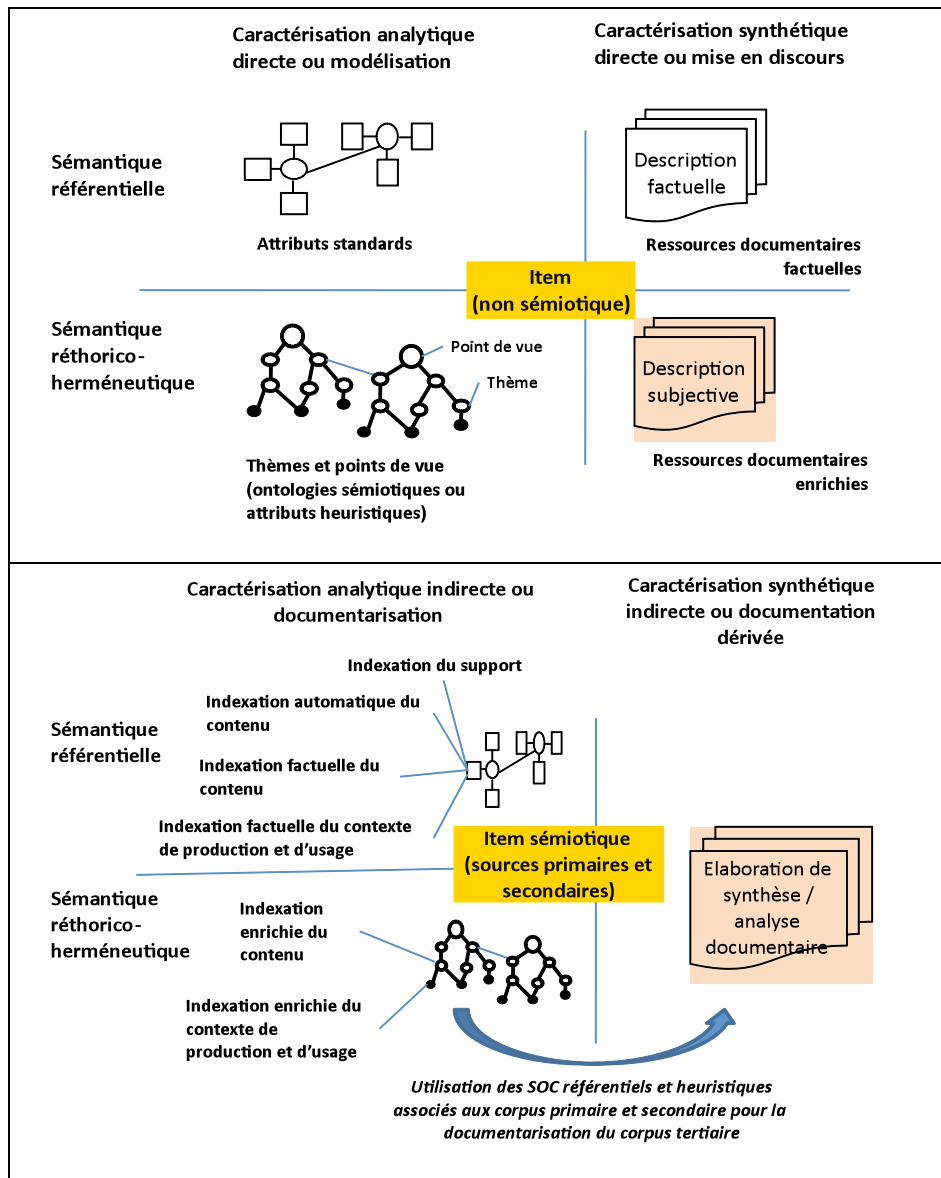 Caractérisation analytique
directe ou modélisation
Caractérisation synthétique
directe ou mise en discours
Sémantique
référentielle
Description
factuelle
Attributs standards
Ressources documentaires
factuelles
Item
(non sémiotique)
Sémantique
réthorico-
herméneutique
Point de vue
Thème
Description
subjective
Thèmes et points de vue
(ontologies sémiotiques ou
attributs heuristiques)
Ressources documentaires
enrichies
Caractérisation analytique indirecte ou
documentarisation
Caractérisation synthétique
indirecte ou documentation
dérivée
Indexation du support
Indexation automatique du
contenu
Sémantique
référentielle
Indexation factuelle du
contenu
Indexation factuelle du contexte
de production et d’usage
Item sémiotique
(sources primaires et
secondaires)
Elaboration de
synthèse /
analyse
documentaire
Sémantique
réthorico-
herméneutique
Indexation
enrichie du
contenu
Indexation enrichie du
contexte de
production et d’usage
Utilisation des SOC référentiels et heuristiques
associés aux corpus primaire et secondaire pour la
documentarisation du corpus tertiaire